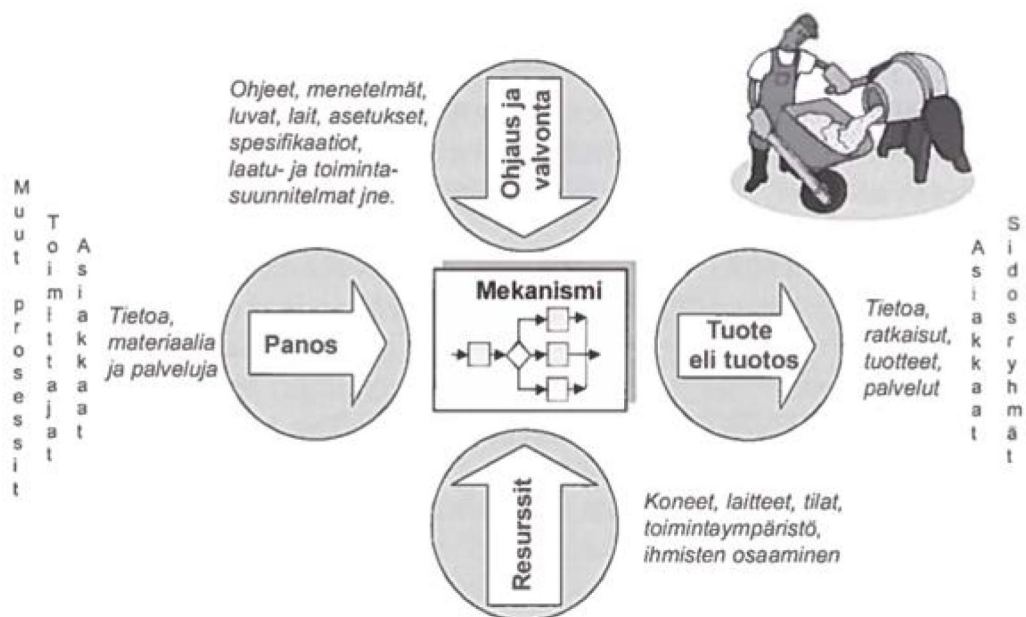 Ohjeet, menetelmät,
luvat, lait, asetukset,
spesifikaatiot,
laatu- ja toiminta-
suunnitelmat jne.
Ohjaus ja
valvonta
Muut prosessit
Toimittajat
Asiakkaat
Tietoa,
materiaalia
ja palveluja
Panos
Mekanismi
Tuote
eli tuotos
Tietoa,
ratkaisut,
tuotteet,
palvelut
Asiakkaat
Sidosryhmät
Resurssit
Koneet, laitteet, tilat,
toimintaympäristö,
ihmisten osaaminen